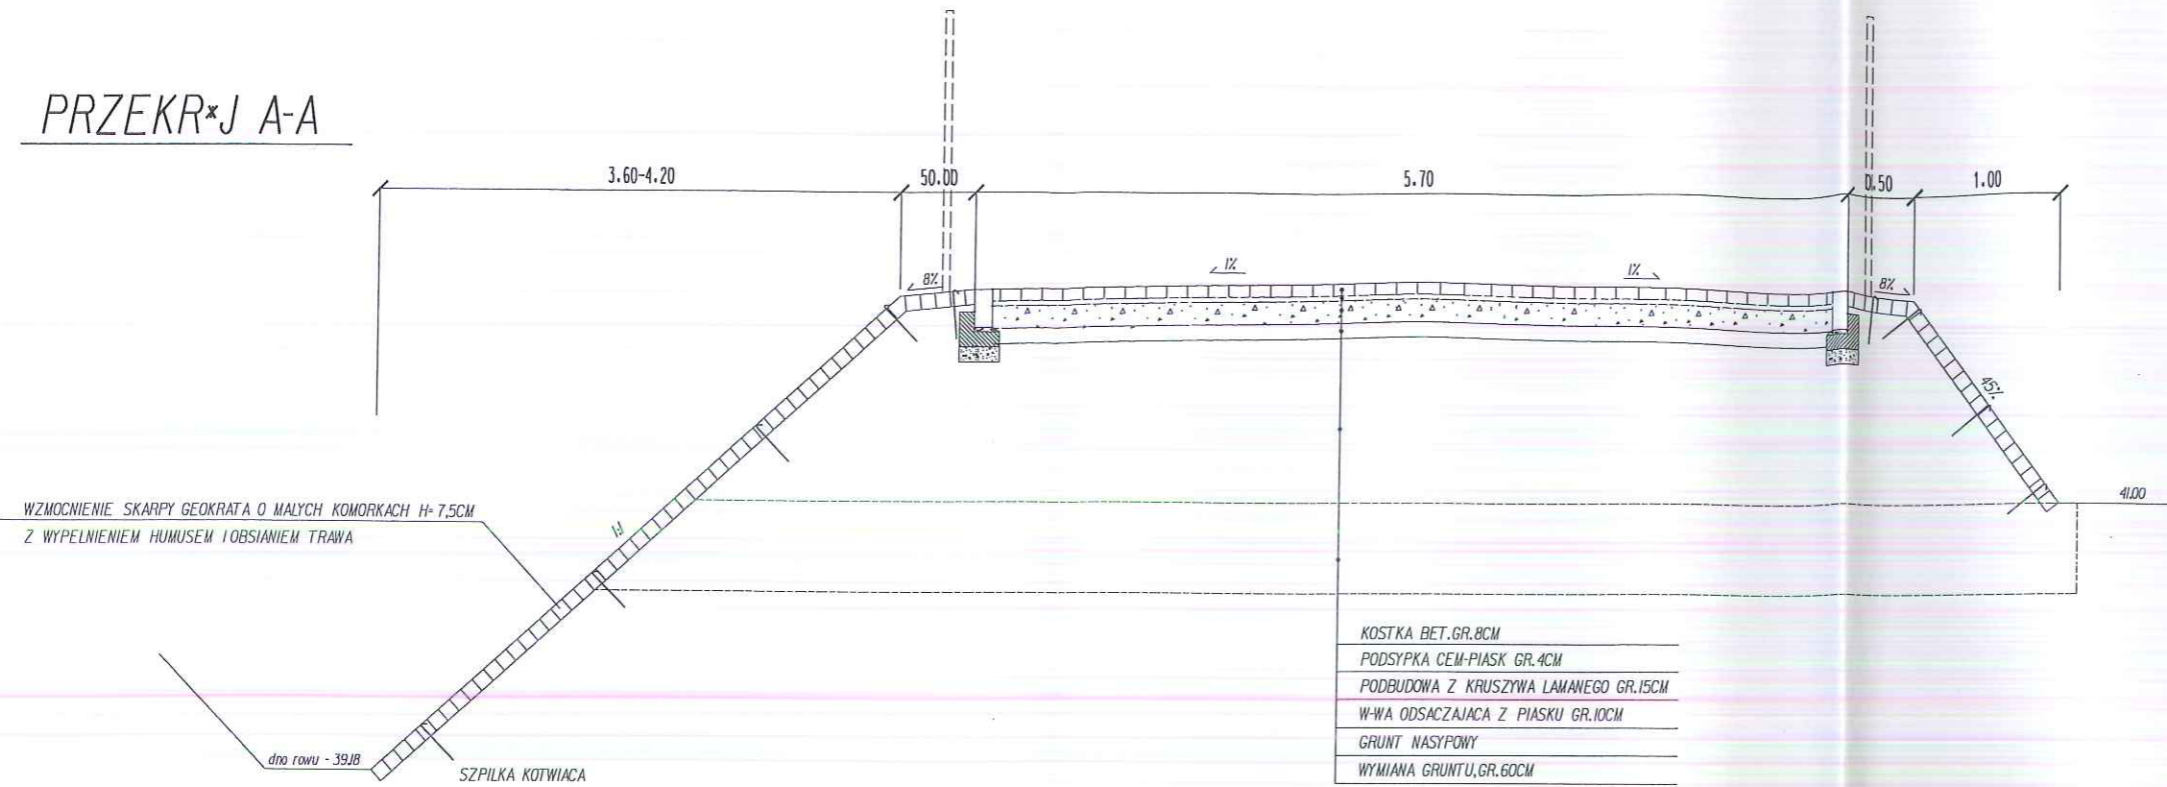 PRZEKR×J A-A
3.60-4.20
50.00
5.70
0.50
1.00
8%
1%
1%
8%
45%
41.00
WZMOCNIENIE SKARPY GEOKRATA O MALYCH KOMORKACH H= 7,5CM
Z WYPELNIENIEM HUMUSEM I OBSIANIEM TRAWA
1:1
KOSTKA BET.GR.8CM
PODSYPKA CEM-PIASK GR.4CM
PODBUDOWA Z KRUSZYWA LAMANEGO GR.15CM
W-WA ODSACZAJACA Z PIASKU GR.10CM
GRUNT NASYPOWY
WYMIANA GRUNTU,GR.60CM
dno rowu - 39.18
SZPILKA KOTWIACA